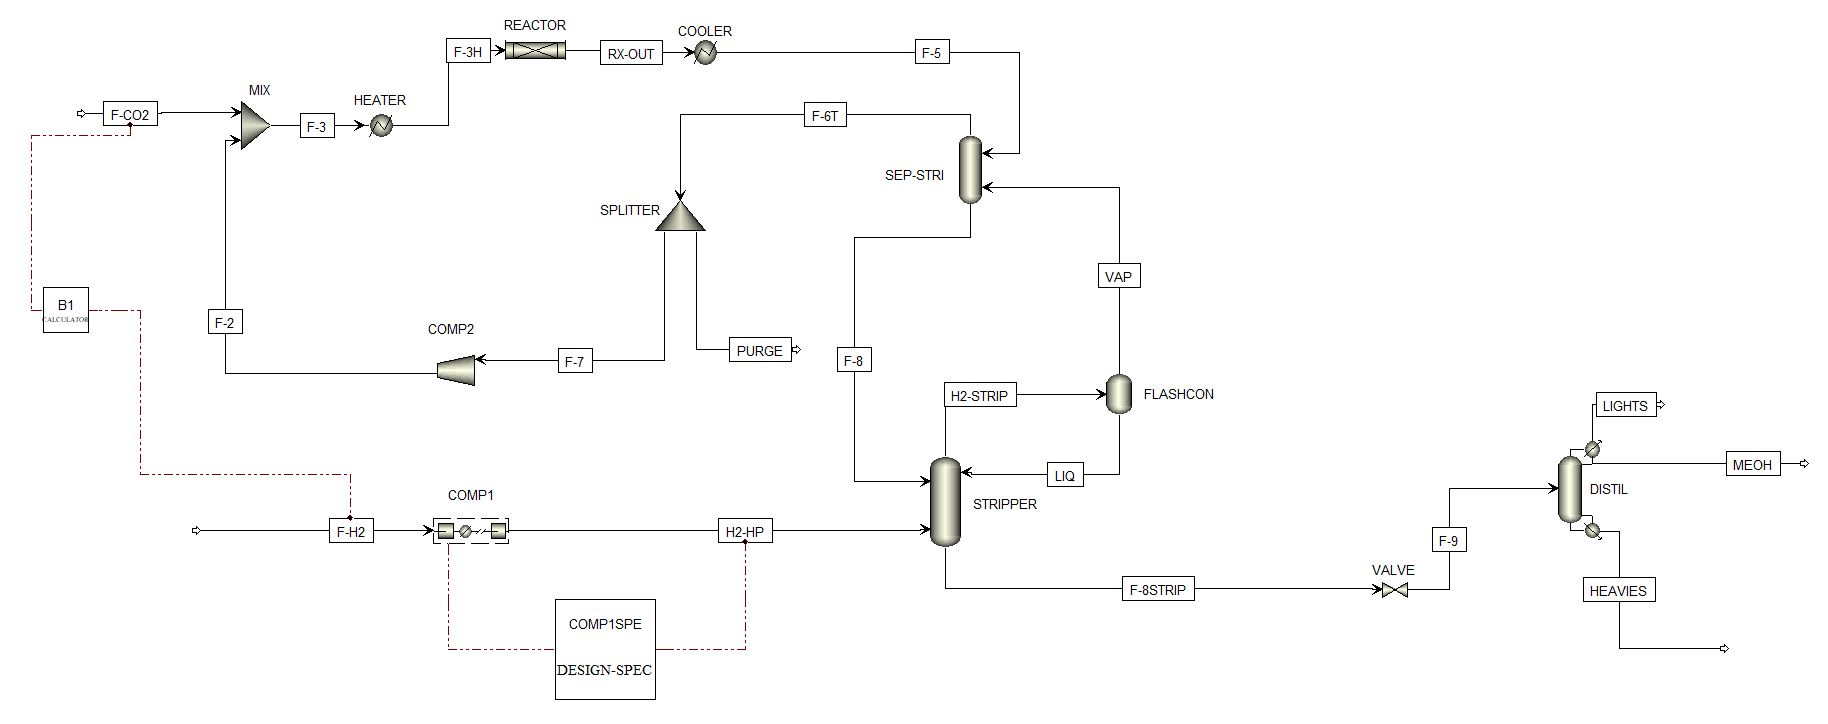 REACTOR
COOLER
F-3H
RX-OUT
F-5
MIX
HEATER
F-CO2
F-3
F-6T
SEP-STRI
SPLITTER
VAP
B1
CALCULATOR
F-2
COMP2
F-7
PURGE
F-8
H2-STRIP
FLASHCON
LIGHTS
MEOH
LIQ
DISTIL
COMP1
STRIPPER
F-H2
H2-HP
F-9
VALVE
F-8STRIP
HEAVIES
COMP1SPE
DESIGN-SPEC